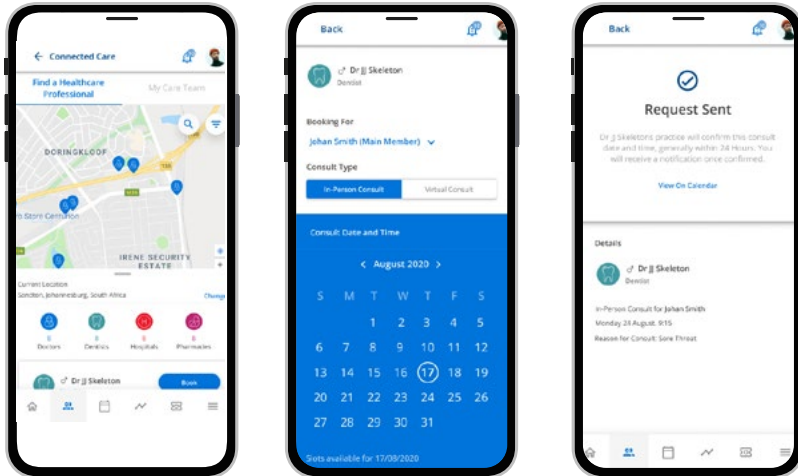 Connected Care
Find a Healthcare
Professional
My Care Team
DORINGKLOOF
Store Centurion
IRENE SECURITY
ESTATE
Current Location
Sandton, Johannesburg, South Africa
Change
Doctors
Dentists
Hospitals
Pharmacies
Dr JJ Skeleton
Book
Back
Dr JJ Skeleton
Dentist
Booking For
Johan Smith (Main Member)
Consult Type
In-Person Consult
Virtual Consult
Consult Date and Time
< August 2020 >
S M T W T F S
1 2 3 4 5
6 7 8 9 10 11 12
13 14 15 16 17 18 19
20 21 22 23 24 25 26
27 28 29 30 31
Slots available for 17/08/2020
Back
Request Sent
Dr JJ Skeletons practice will confirm this consult
date and time, generally within 24 Hours. You
will receive a notification once confirmed.
View On Calendar
Details
Dr JJ Skeleton
Dentist
In-Person Consult for Johan Smith
Monday 24 August, 9:15
Reason for Consult: Sore Throat